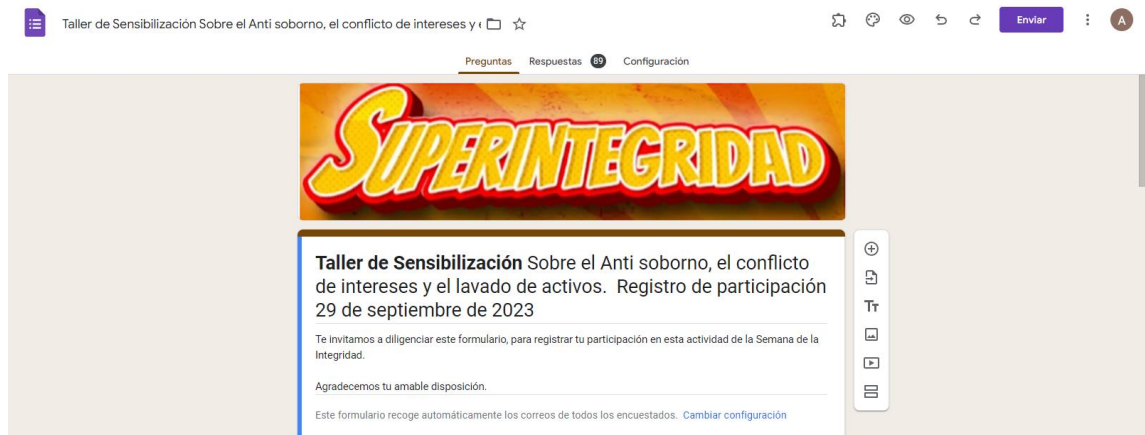 Taller de Sensibilización Sobre el Anti soborno, el conflicto de intereses y e
Enviar
A
Preguntas Respuestas 89 Configuración
SUPERINTEGRIDAD
Taller de Sensibilización Sobre el Anti soborno, el conflicto
de intereses y el lavado de activos. Registro de participación
29 de septiembre de 2023
Te invitamos a diligenciar este formulario, para registrar tu participación en esta actividad de la Semana de la
Integridad.
Agradecemos tu amable disposición.
Este formulario recoge automáticamente los correos de todos los encuestados. Cambiar configuración
Tт